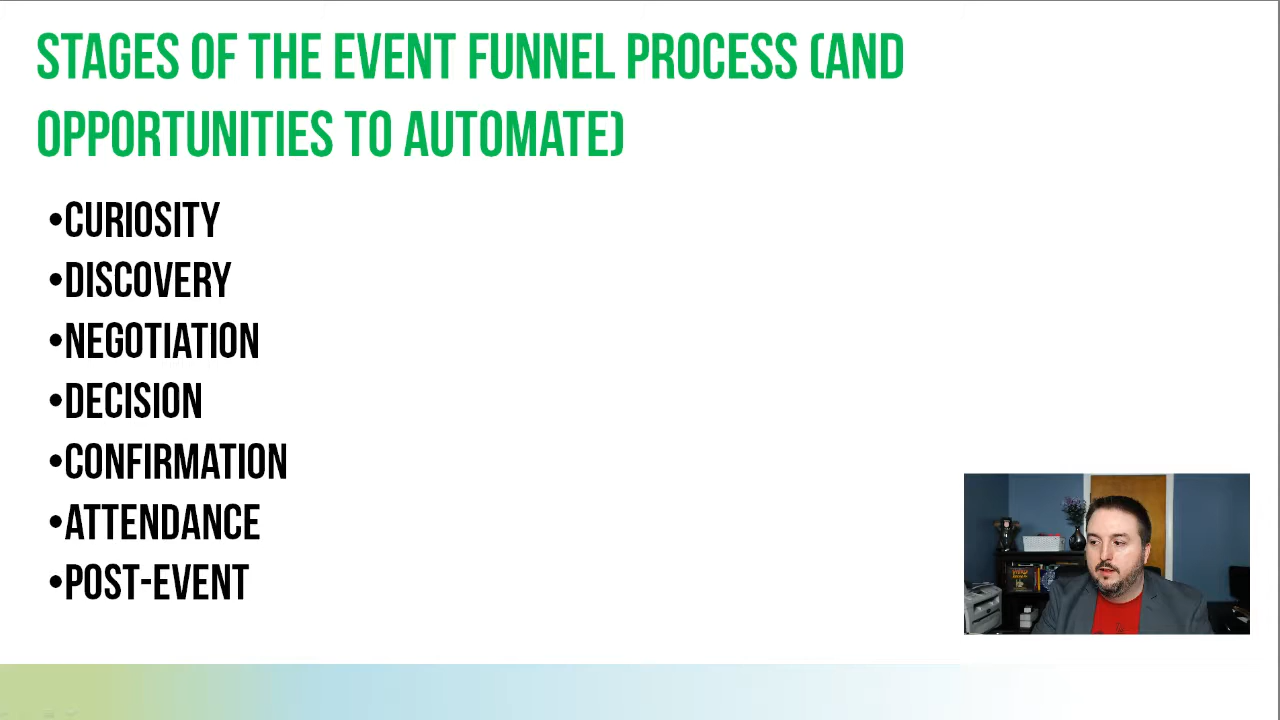 STAGES OF THE EVENT FUNNEL PROCESS (AND
OPPORTUNITIES TO AUTOMATE)
•CURIOSITY
•DISCOVERY
•NEGOTIATION
•DECISION
•CONFIRMATION
•ATTENDANCE
•POST-EVENT